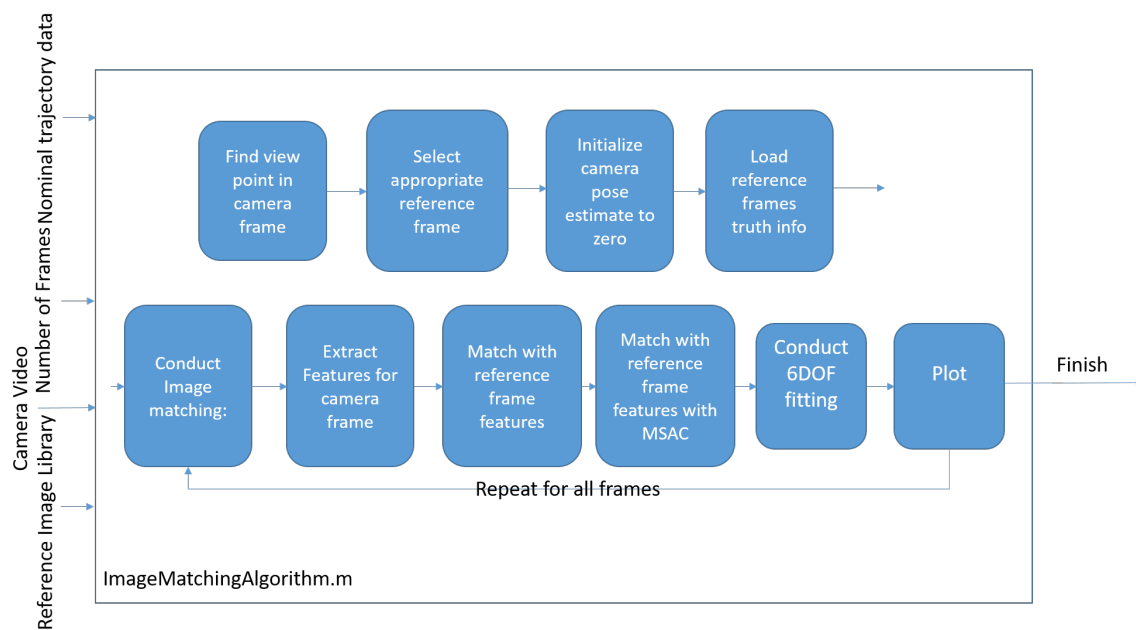 Nominal trajectory data
Number of Frames
Camera Video
Reference Image Library
Find view
point in
camera
frame
Select
appropriate
reference
frame
Initialize
camera
pose
estimate to
zero
Load
reference
frames
truth info
Conduct
Image
matching:
Extract
Features for
camera
frame
Match with
reference
frame
features
Match with
reference
frame
features with
MSAC
Conduct
6DOF
fitting
Plot
Finish
Repeat for all frames
ImageMatchingAlgorithm.m